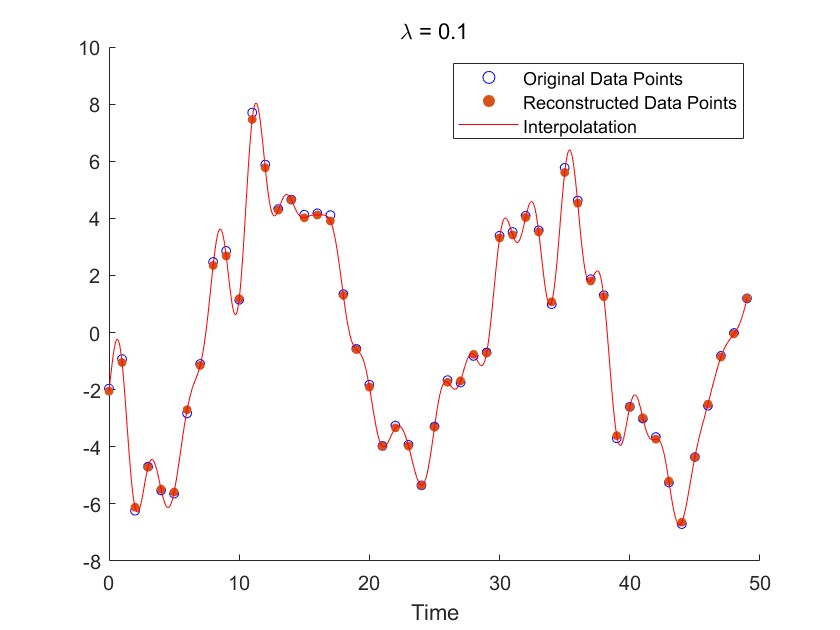 λ = 0.1
10
8
6
4
2
0
-2
-4
-6
-8
Original Data Points
Reconstructed Data Points
Interpolatation
0 10 20 30 40 50
Time